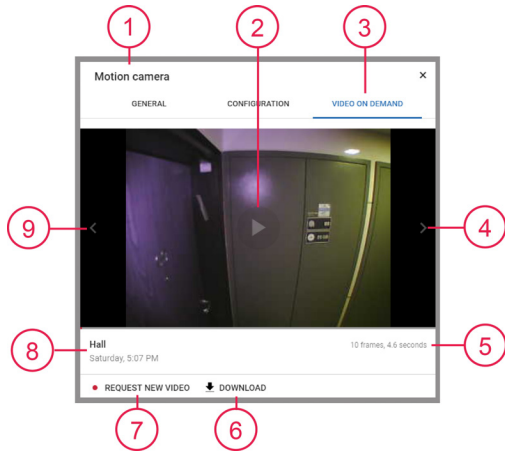 1
2
3
Motion camera ×
GENERAL CONFIGURATION VIDEO ON DEMAND
9
4
Hall 10 frames, 4.6 seconds
Saturday, 5:07 PM
8
5
REQUEST NEW VIDEO DOWNLOAD
7
6